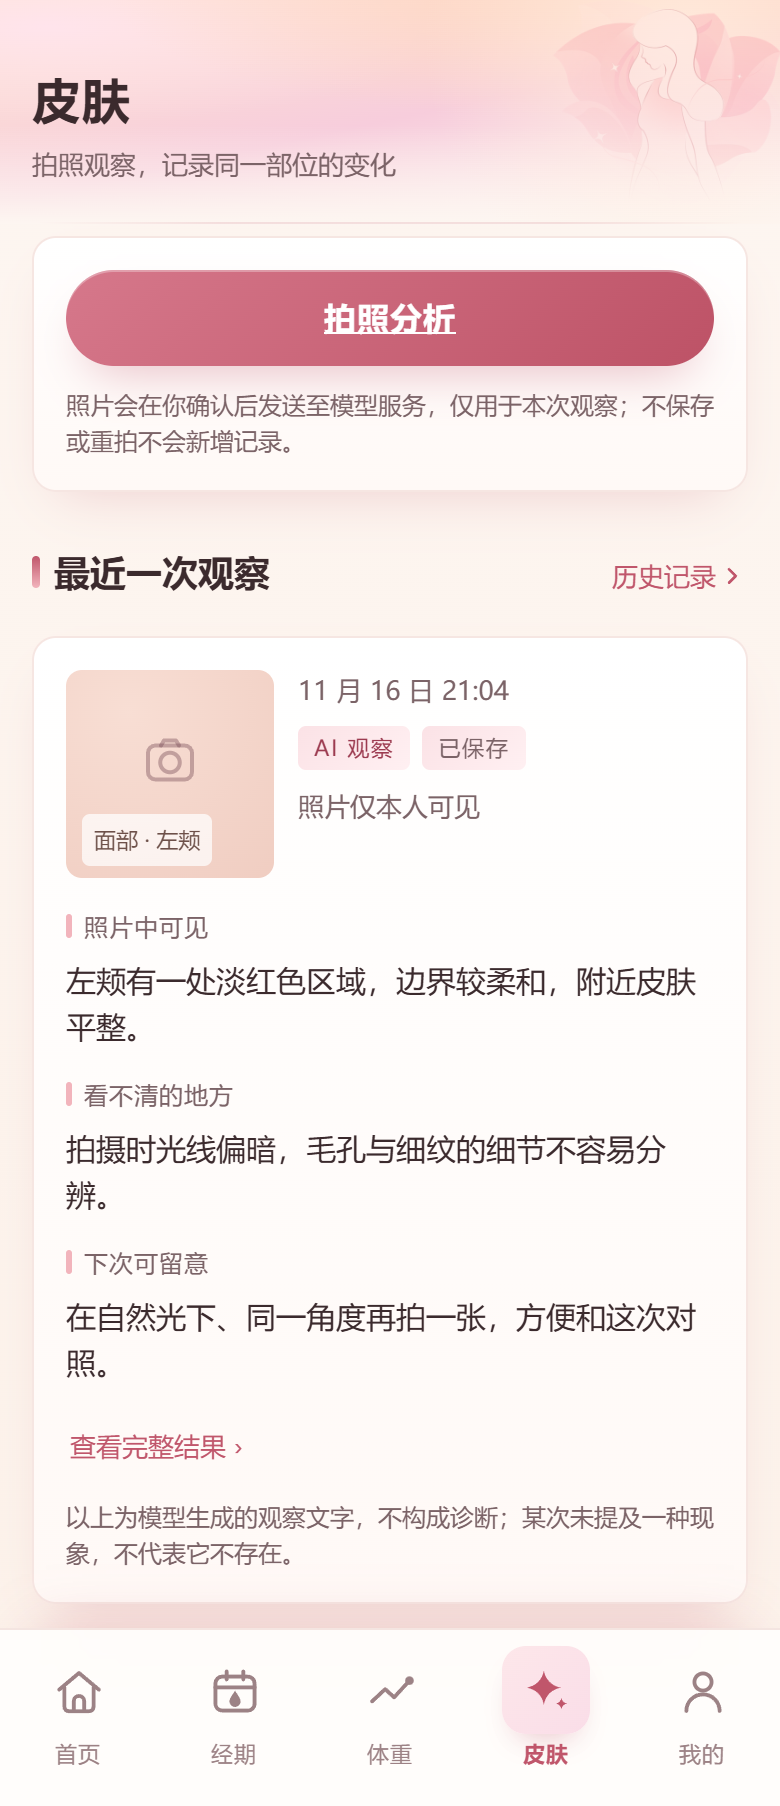 皮肤
拍照观察，记录同一部位的变化
拍照分析
照片会在你确认后发送至模型服务，仅用于本次观察；不保存
或重拍不会新增记录。
最近一次观察
历史记录 ›
11 月 16 日 21:04
AI 观察 已保存
照片仅本人可见
面部 · 左颊
照片中可见
左颊有一处淡红色区域，边界较柔和，附近皮肤
平整。
看不清的地方
拍摄时光线偏暗，毛孔与细纹的细节不容易分
辨。
下次可留意
在自然光下、同一角度再拍一张，方便和这次对
照。
查看完整结果 ›
以上为模型生成的观察文字，不构成诊断；某次未提及一种现
象，不代表它不存在。
首页 经期 体重 皮肤 我的